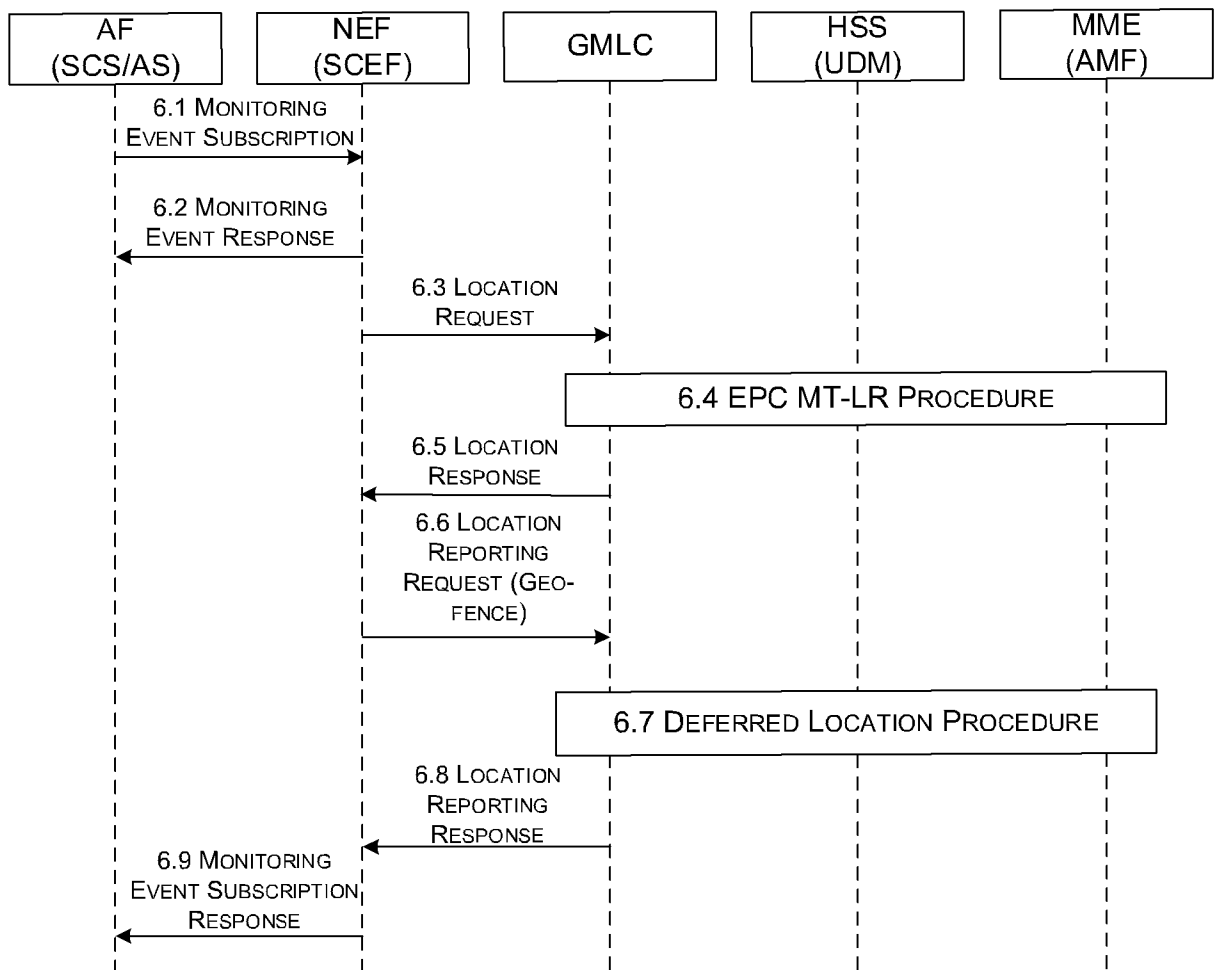 AF
(SCS/AS)
NEF
(SCEF)
GMLC
HSS
(UDM)
MME
(AMF)
6.1 MONITORING
EVENT SUBSCRIPTION
6.2 MONITORING
EVENT RESPONSE
6.3 LOCATION
REQUEST
6.4 EPC MT-LR PROCEDURE
6.5 LOCATION
RESPONSE
6.6 LOCATION
REPORTING
REQUEST (GEO-
FENCE)
6.7 DEFERRED LOCATION PROCEDURE
6.8 LOCATION
REPORTING
RESPONSE
6.9 MONITORING
EVENT SUBSCRIPTION
RESPONSE